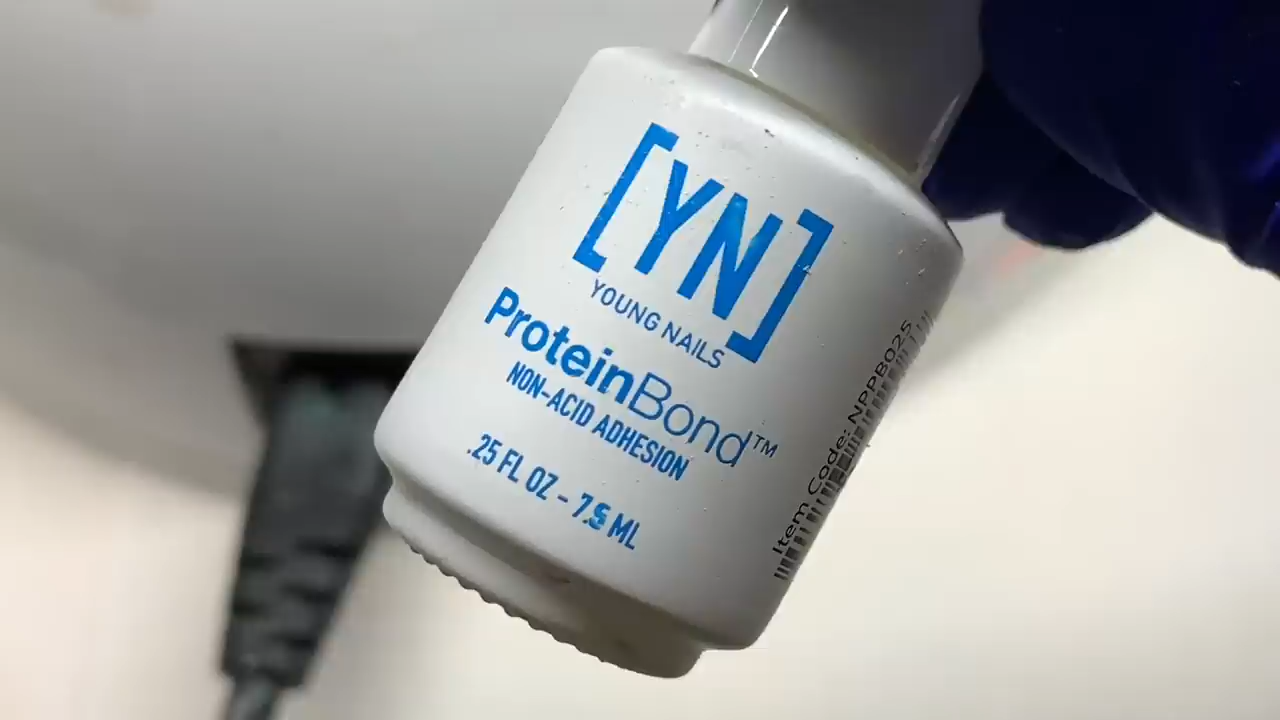 [YN]
YOUNG NAILS
ProteinBond™
NON-ACID ADHESION
.25 FL OZ - 7.5 ML
Item Code: NPPB025